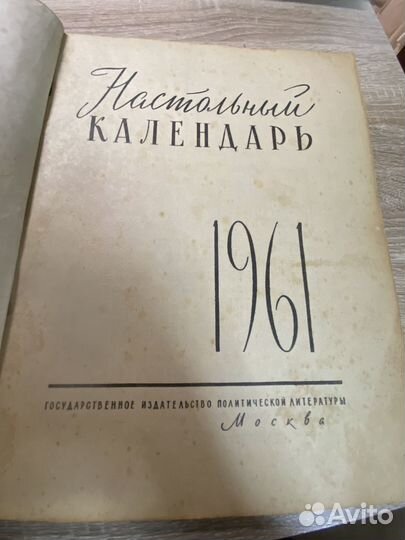 Настольный
КАЛЕНДАРЬ
1961
ГОСУДАРСТВЕННОЕ ИЗДАТЕЛЬСТВО ПОЛИТИЧЕСКОЙ ЛИТЕРАТУРЫ
Москва
Avito